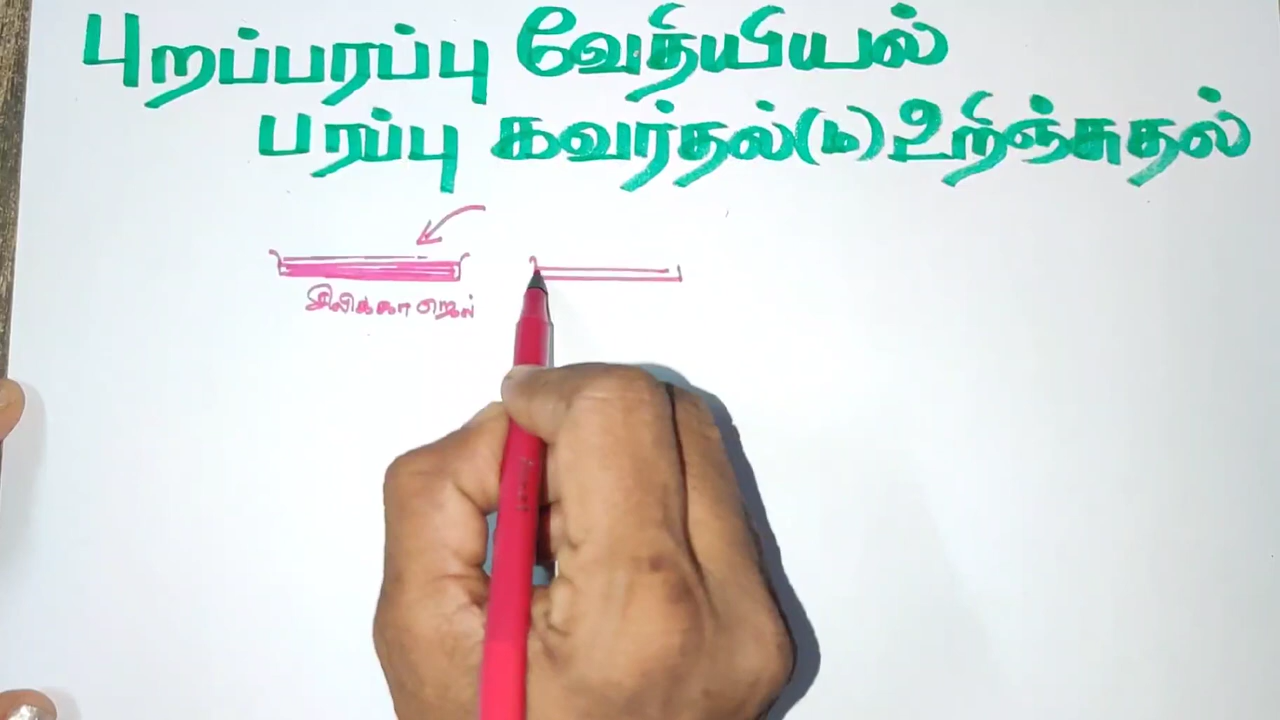 புறப்பரப்பு வேதியியல்
பரப்பு கவர்தல்(ம)உறிஞ்சுதல்
சிலிக்கா ஜெல்